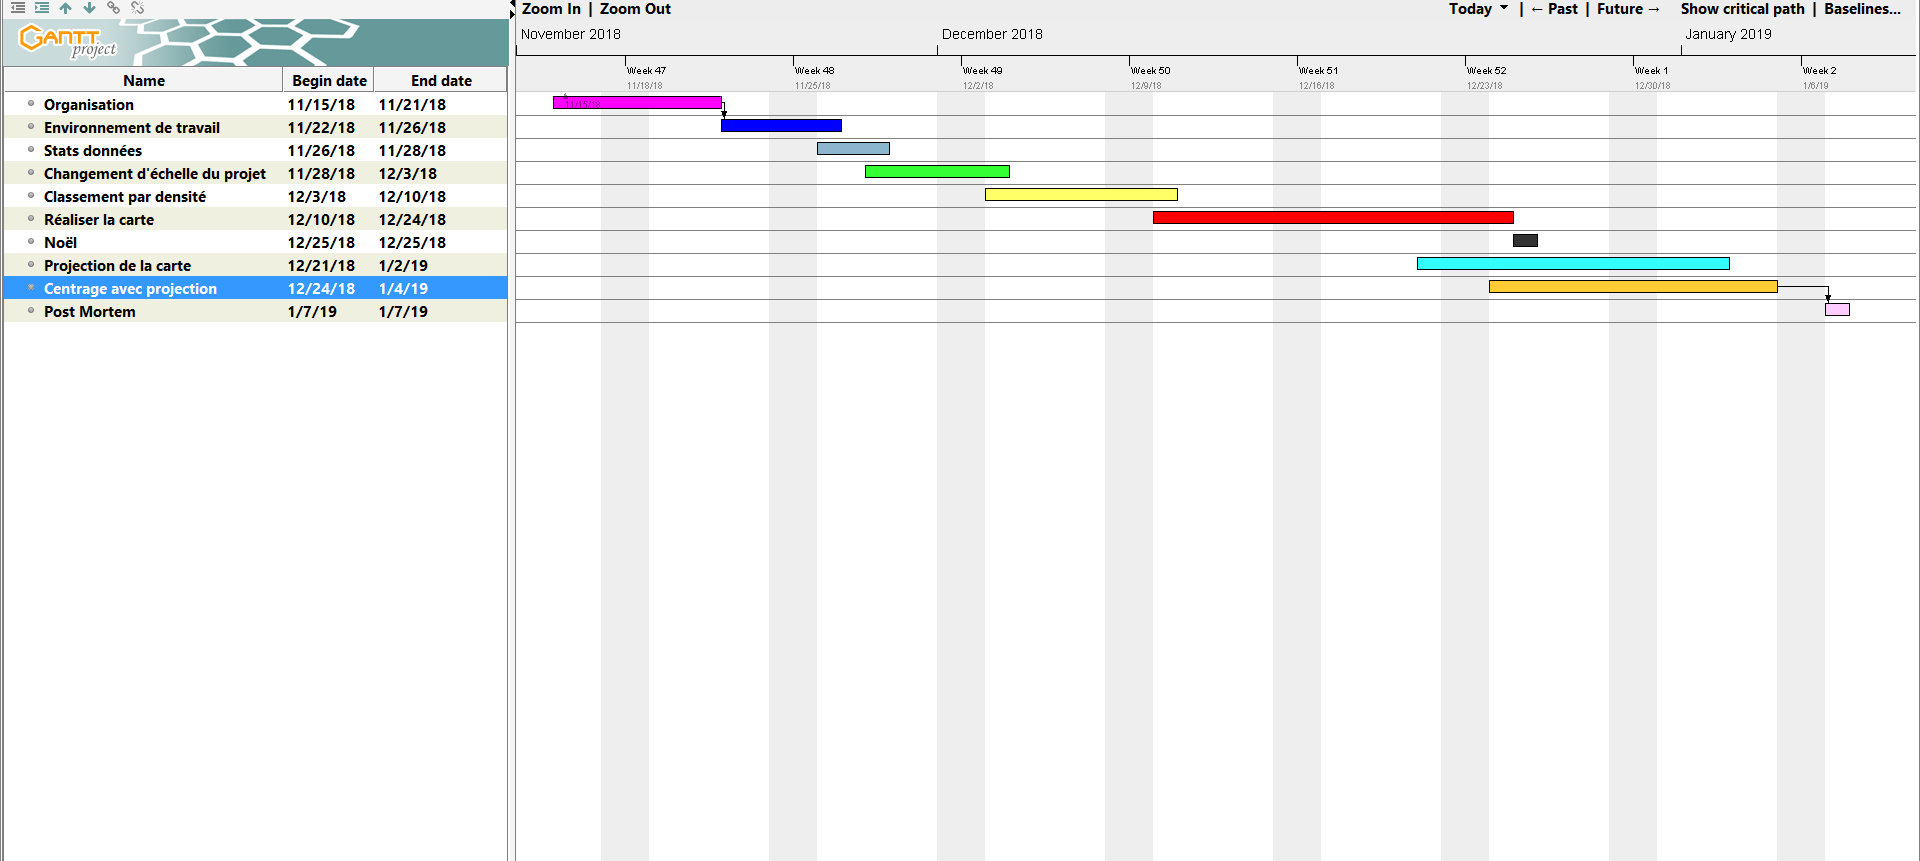 Zoom In | Zoom Out
Today | ← Past | Future → Show critical path | Baselines...
GANTT project
November 2018 December 2018 January 2019
Week 47 Week 48 Week 49 Week 50 Week 51 Week 52 Week 1 Week 2
11/18/18 11/25/18 12/2/18 12/9/18 12/16/18 12/23/18 12/30/18 1/6/19
Name Begin date End date
Organisation 11/15/18 11/21/18 11/15/18
Environnement de travail 11/22/18 11/26/18
Stats données 11/26/18 11/28/18
Changement d'échelle du projet 11/28/18 12/3/18
Classement par densité 12/3/18 12/10/18
Réaliser la carte 12/10/18 12/24/18
Noël 12/25/18 12/25/18
Projection de la carte 12/21/18 1/2/19
Centrage avec projection 12/24/18 1/4/19
Post Mortem 1/7/19 1/7/19